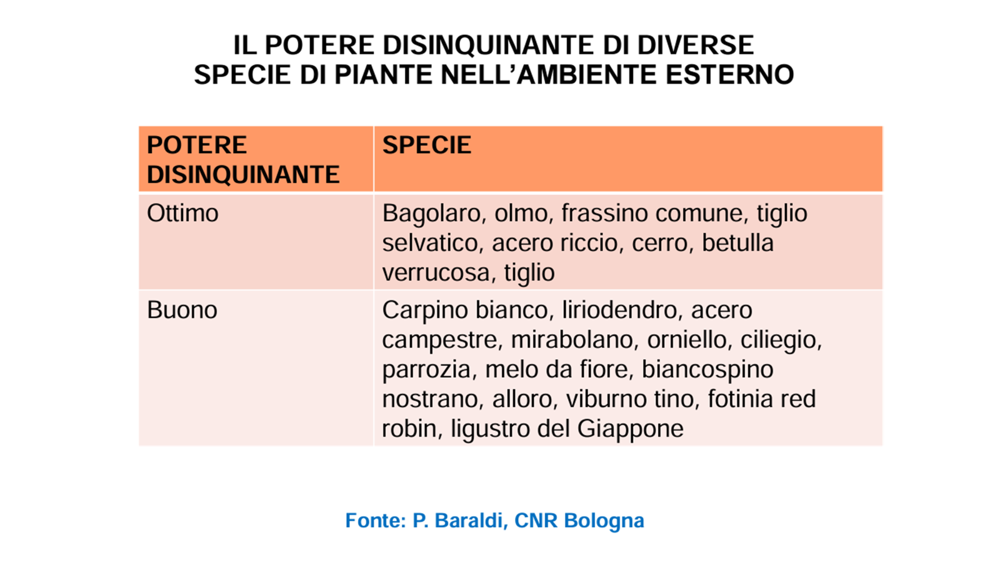 IL POTERE DISINQUINANTE DI DIVERSE
SPECIE DI PIANTE NELL’AMBIENTE ESTERNO
POTERE
DISINQUINANTE
SPECIE
Ottimo
Bagolaro, olmo, frassino comune, tiglio
selvatico, acero riccio, cerro, betulla
verrucosa, tiglio
Buono
Carpino bianco, liriodendro, acero
campestre, mirabolano, orniello, ciliegio,
parrozia, melo da fiore, biancospino
nostrano, alloro, viburno tino, fotinia red
robin, ligustro del Giappone
Fonte: P. Baraldi, CNR Bologna